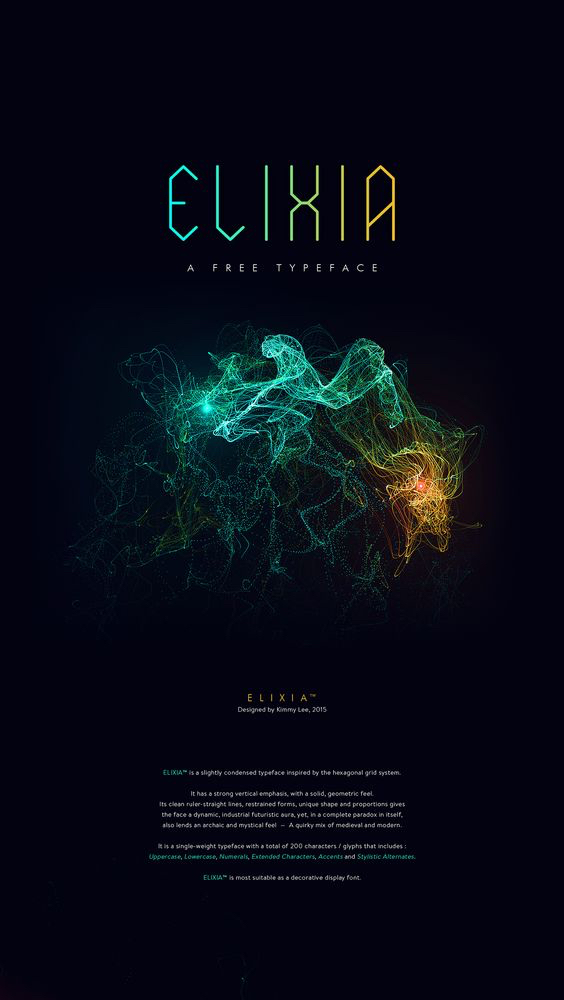 ELIXIA
A FREE TYPEFACE
ELIXIA™
Designed by Kimmy Lee, 2015
ELIXIA™ is a slightly condensed typeface inspired by the hexagonal grid system.
It has a strong vertical emphasis, with a solid, geometric feel.
Its clean ruler-straight lines, restrained forms, unique shape and proportions gives
the face a dynamic, industrial futuristic aura, yet, in a complete paradox in itself,
also lends an archaic and mystical feel – A quirky mix of medieval and modern.
It is a single-weight typeface with a total of 200 characters / glyphs that includes :
Uppercase, Lowercase, Numerals, Extended Characters, Accents and Stylistic Alternates.
ELIXIA™ is most suitable as a decorative display font.